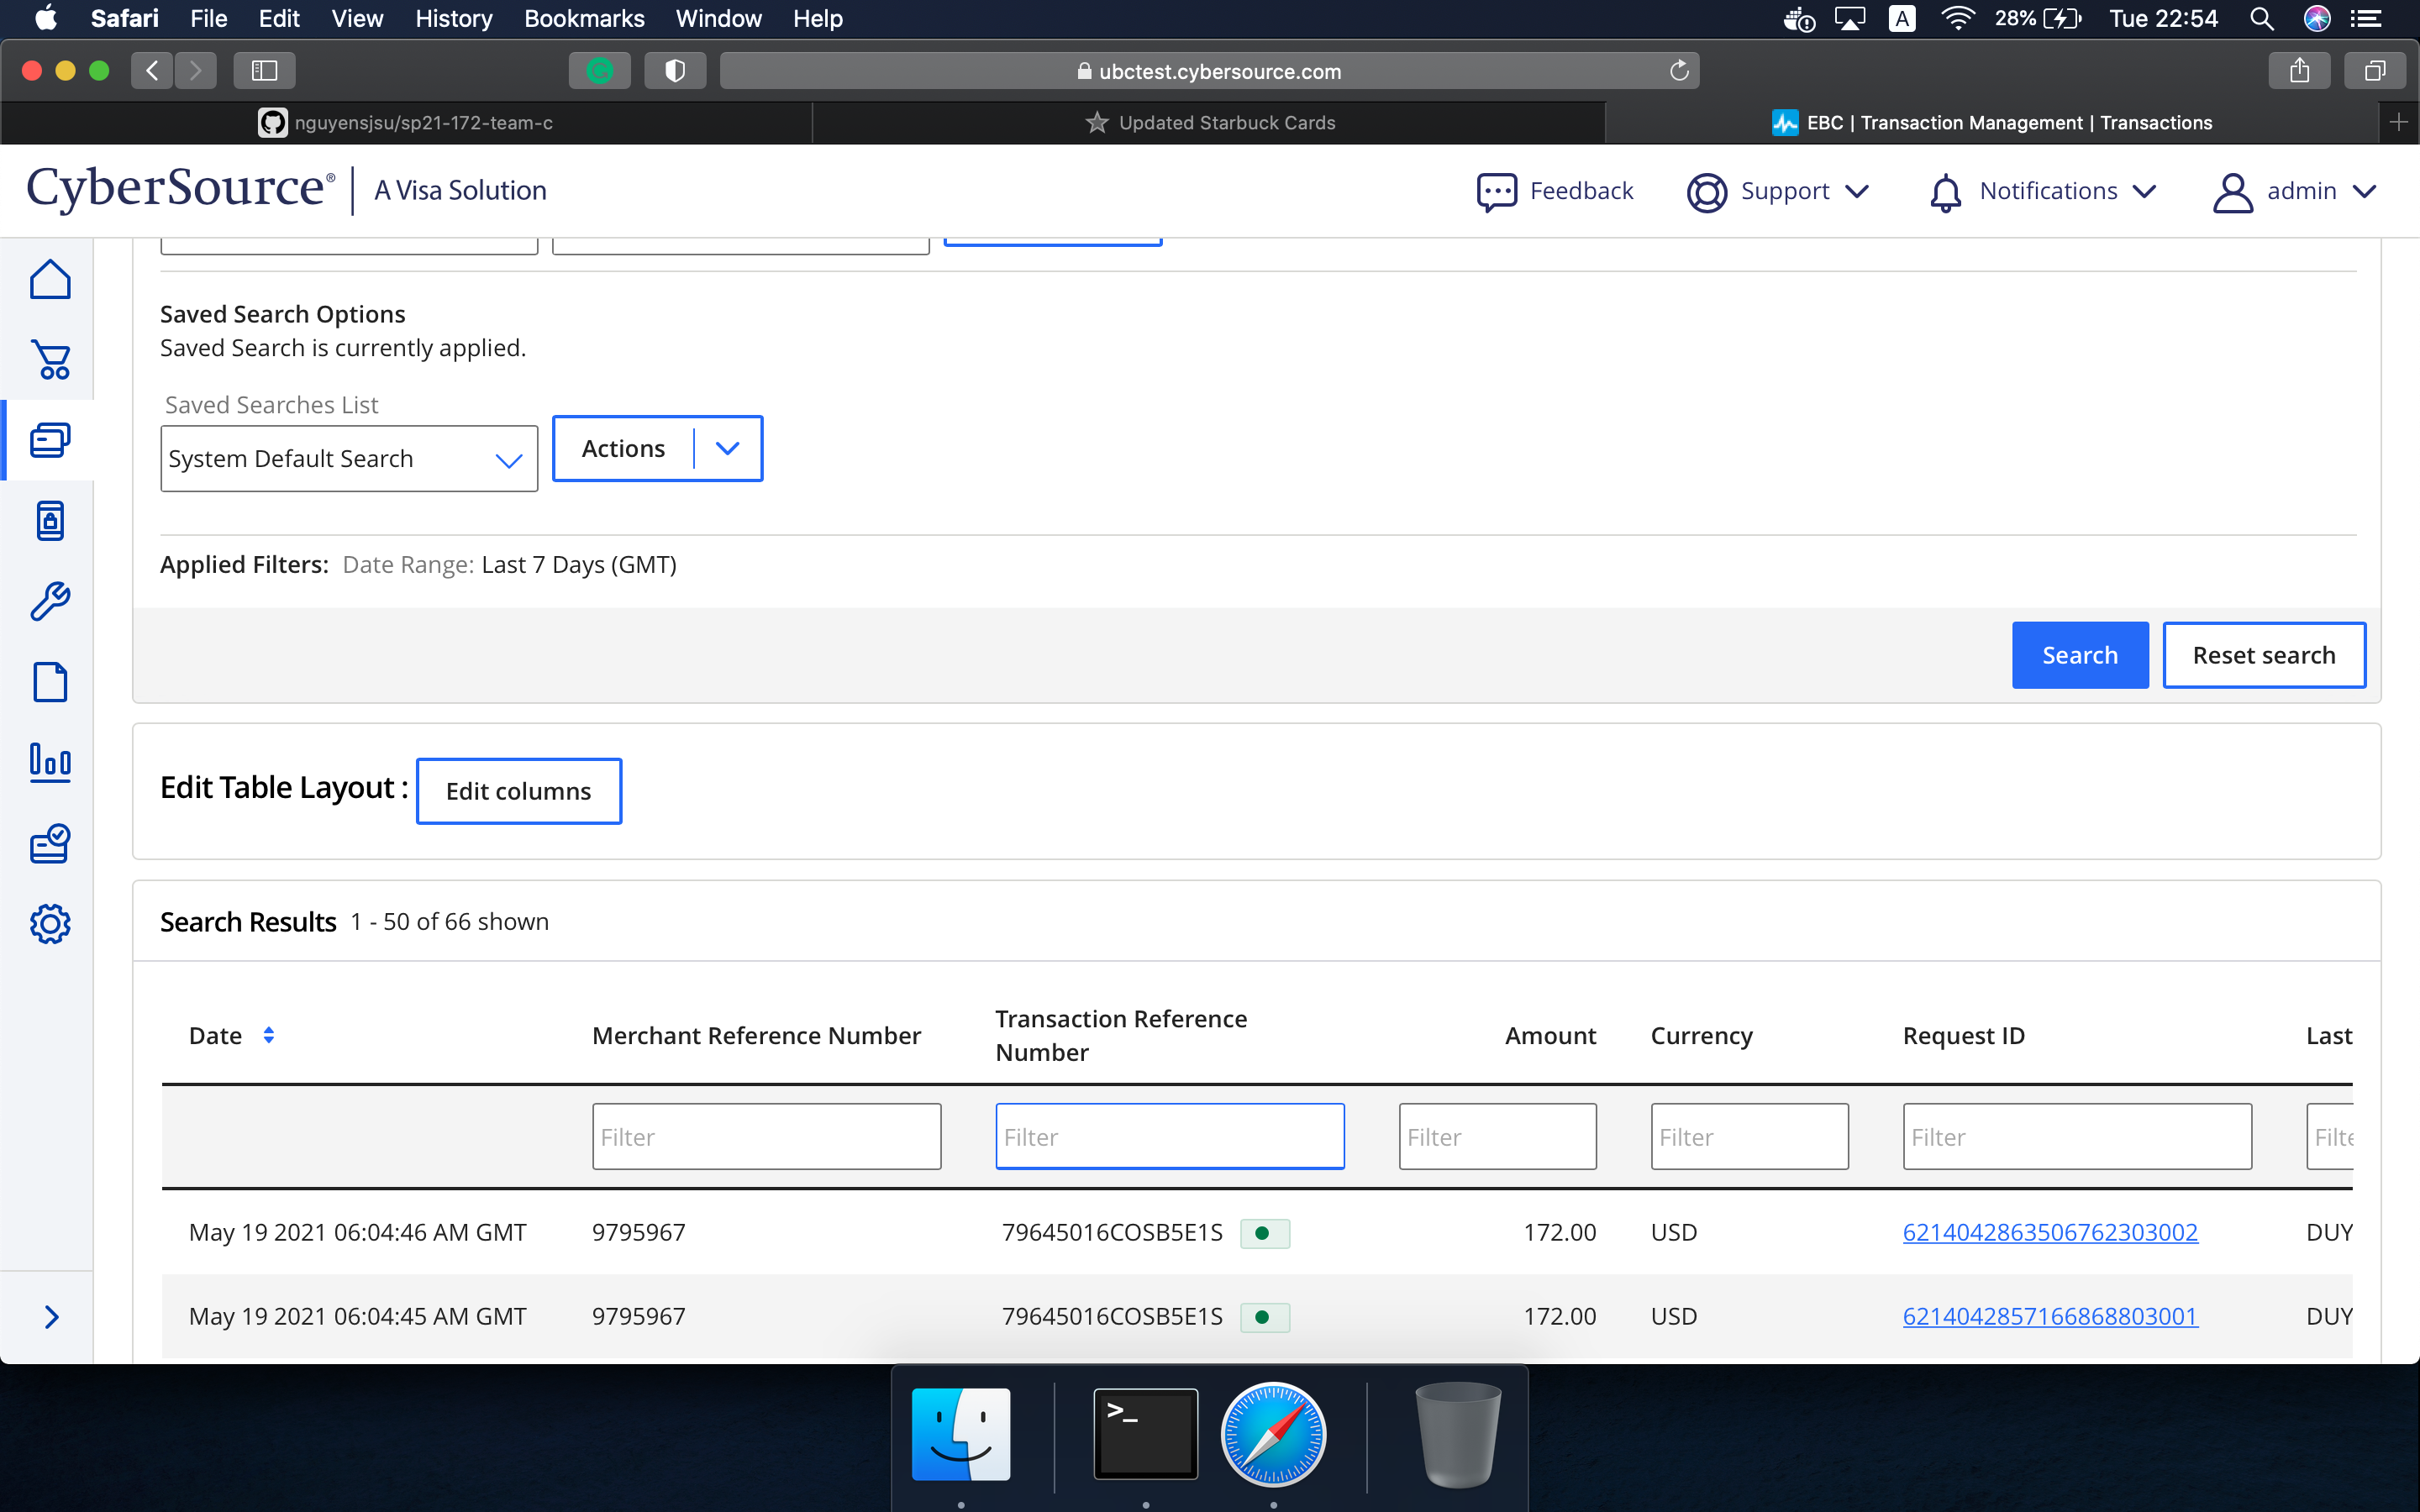 Safari File Edit View History Bookmarks Window Help A 28% Tue 22:54
ubctest.cybersource.com
nguyensjsu/sp21-172-team-c Updated Starbuck Cards EBC | Transaction Management | Transactions
CyberSource® A Visa Solution Feedback Support Notifications admin
Saved Search Options
Saved Search is currently applied.
Saved Searches List
System Default Search Actions
Applied Filters: Date Range: Last 7 Days (GMT)
Search Reset search
Edit Table Layout : Edit columns
Search Results 1 - 50 of 66 shown
Date Merchant Reference Number Transaction Reference Number Amount Currency Request ID Last
Filter Filter Filter Filter Filter Filte
May 19 2021 06:04:46 AM GMT 9795967 79645016COSB5E1S 172.00 USD 6214042863506762303002 DUY
May 19 2021 06:04:45 AM GMT 9795967 79645016COSB5E1S 172.00 USD 6214042857166868803001 DUY
>_